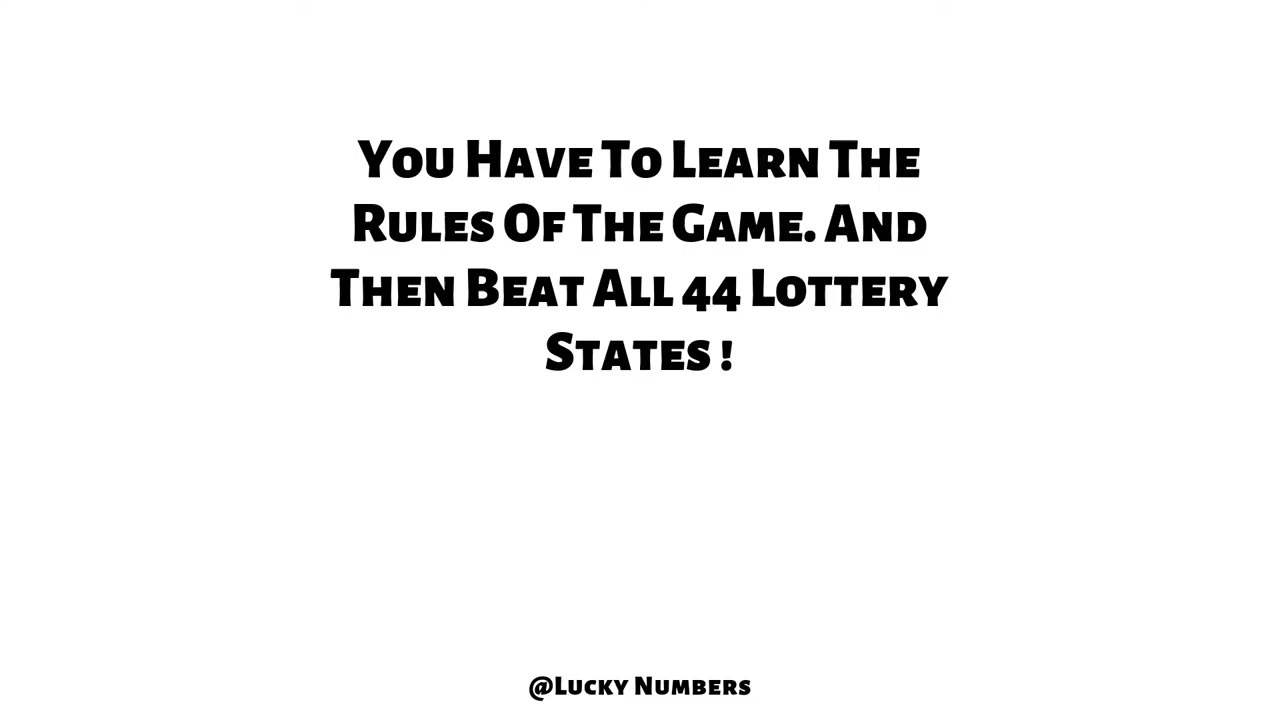 You Have To Learn The
Rules Of The Game. And
Then Beat All 44 Lottery
States !
@Lucky Numbers